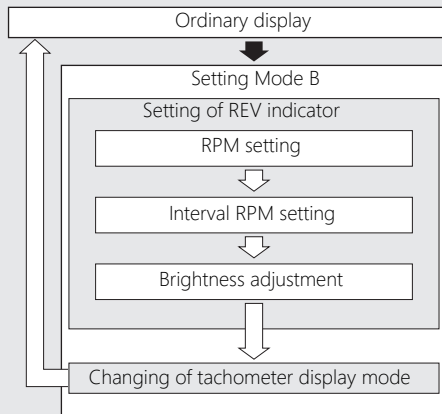 Ordinary display
Setting Mode B
Setting of REV indicator
RPM setting
Interval RPM setting
Brightness adjustment
Changing of tachometer display mode